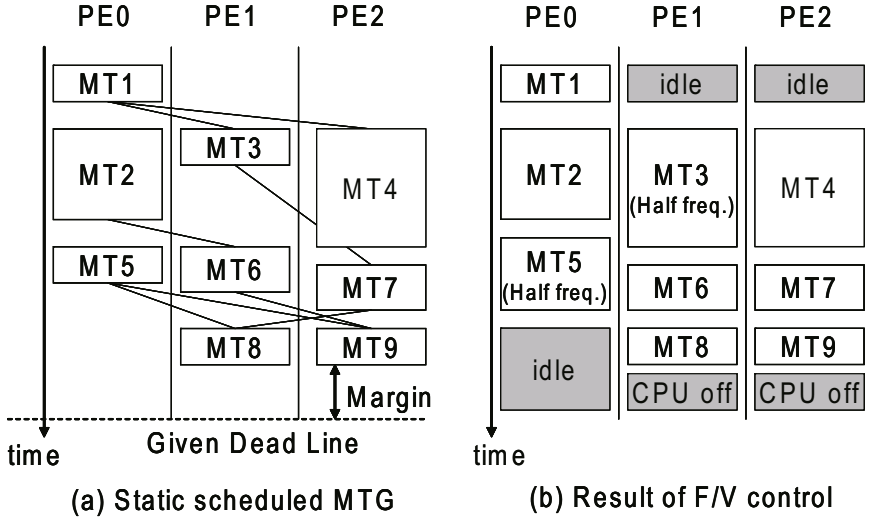 PE0 PE1 PE2
MT1
MT3
MT2
MT4
MT5
MT6
MT7
MT8
MT9
Margin
Given Dead Line
time
(a) Static scheduled MTG
PE0 PE1 PE2
MT1
idle
idle
MT2
MT3
(Half freq.)
MT4
MT5
(Half freq.)
MT6
MT7
idle
MT8
MT9
CPU off
CPU off
time
(b) Result of F/V control